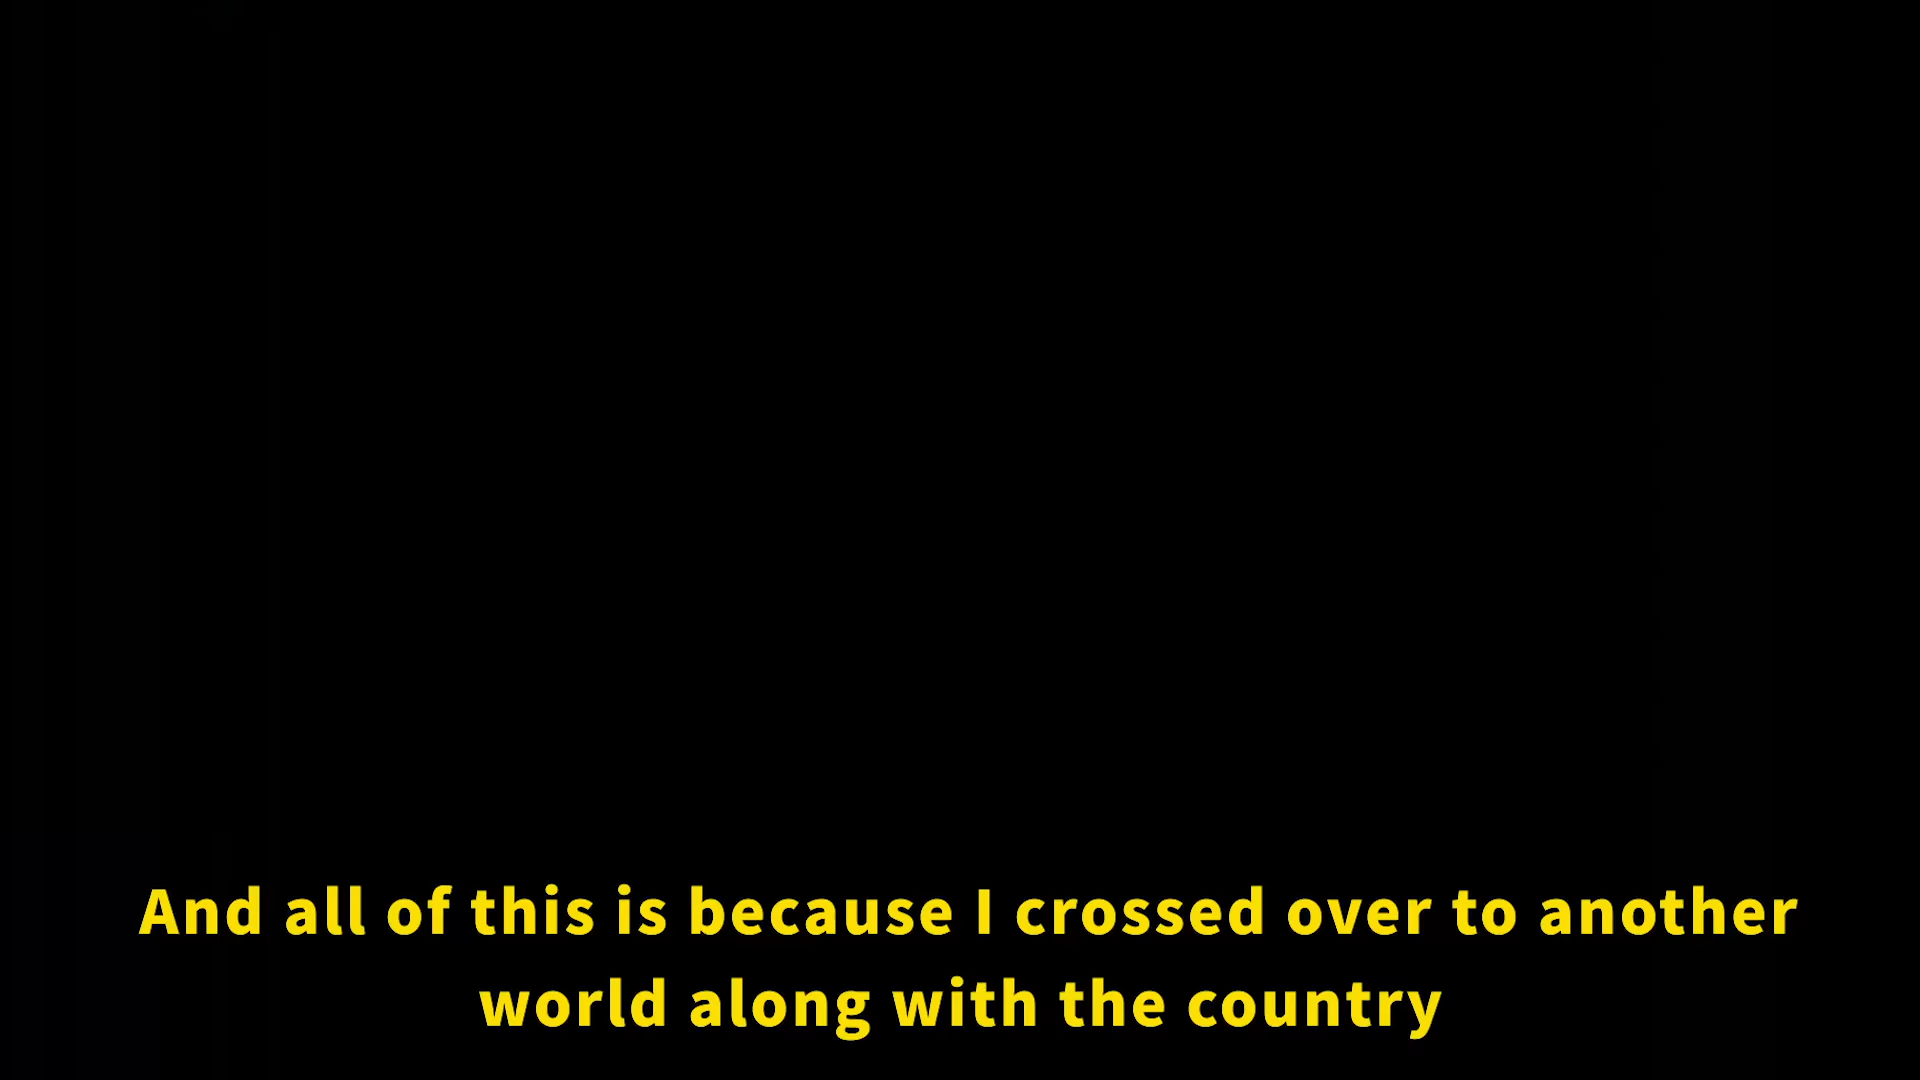 And all of this is because I crossed over to another
world along with the country